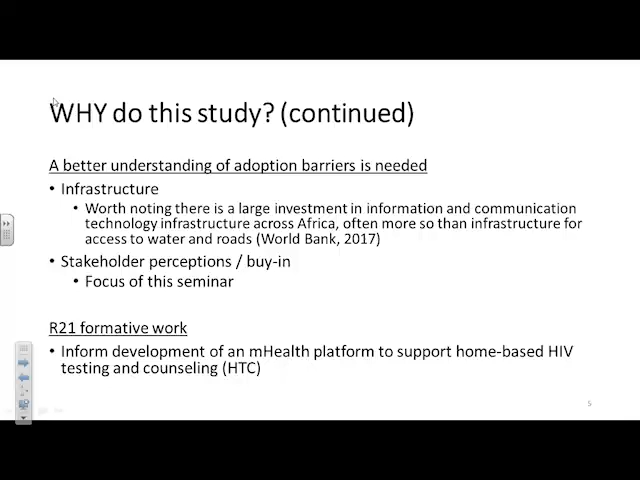 WHY do this study? (continued)
A better understanding of adoption barriers is needed
• Infrastructure
• Worth noting there is a large investment in information and communication
technology infrastructure across Africa, often more so than infrastructure for
access to water and roads (World Bank, 2017)
• Stakeholder perceptions / buy-in
• Focus of this seminar
R21 formative work
• Inform development of an mHealth platform to support home-based HIV
testing and counseling (HTC)
5